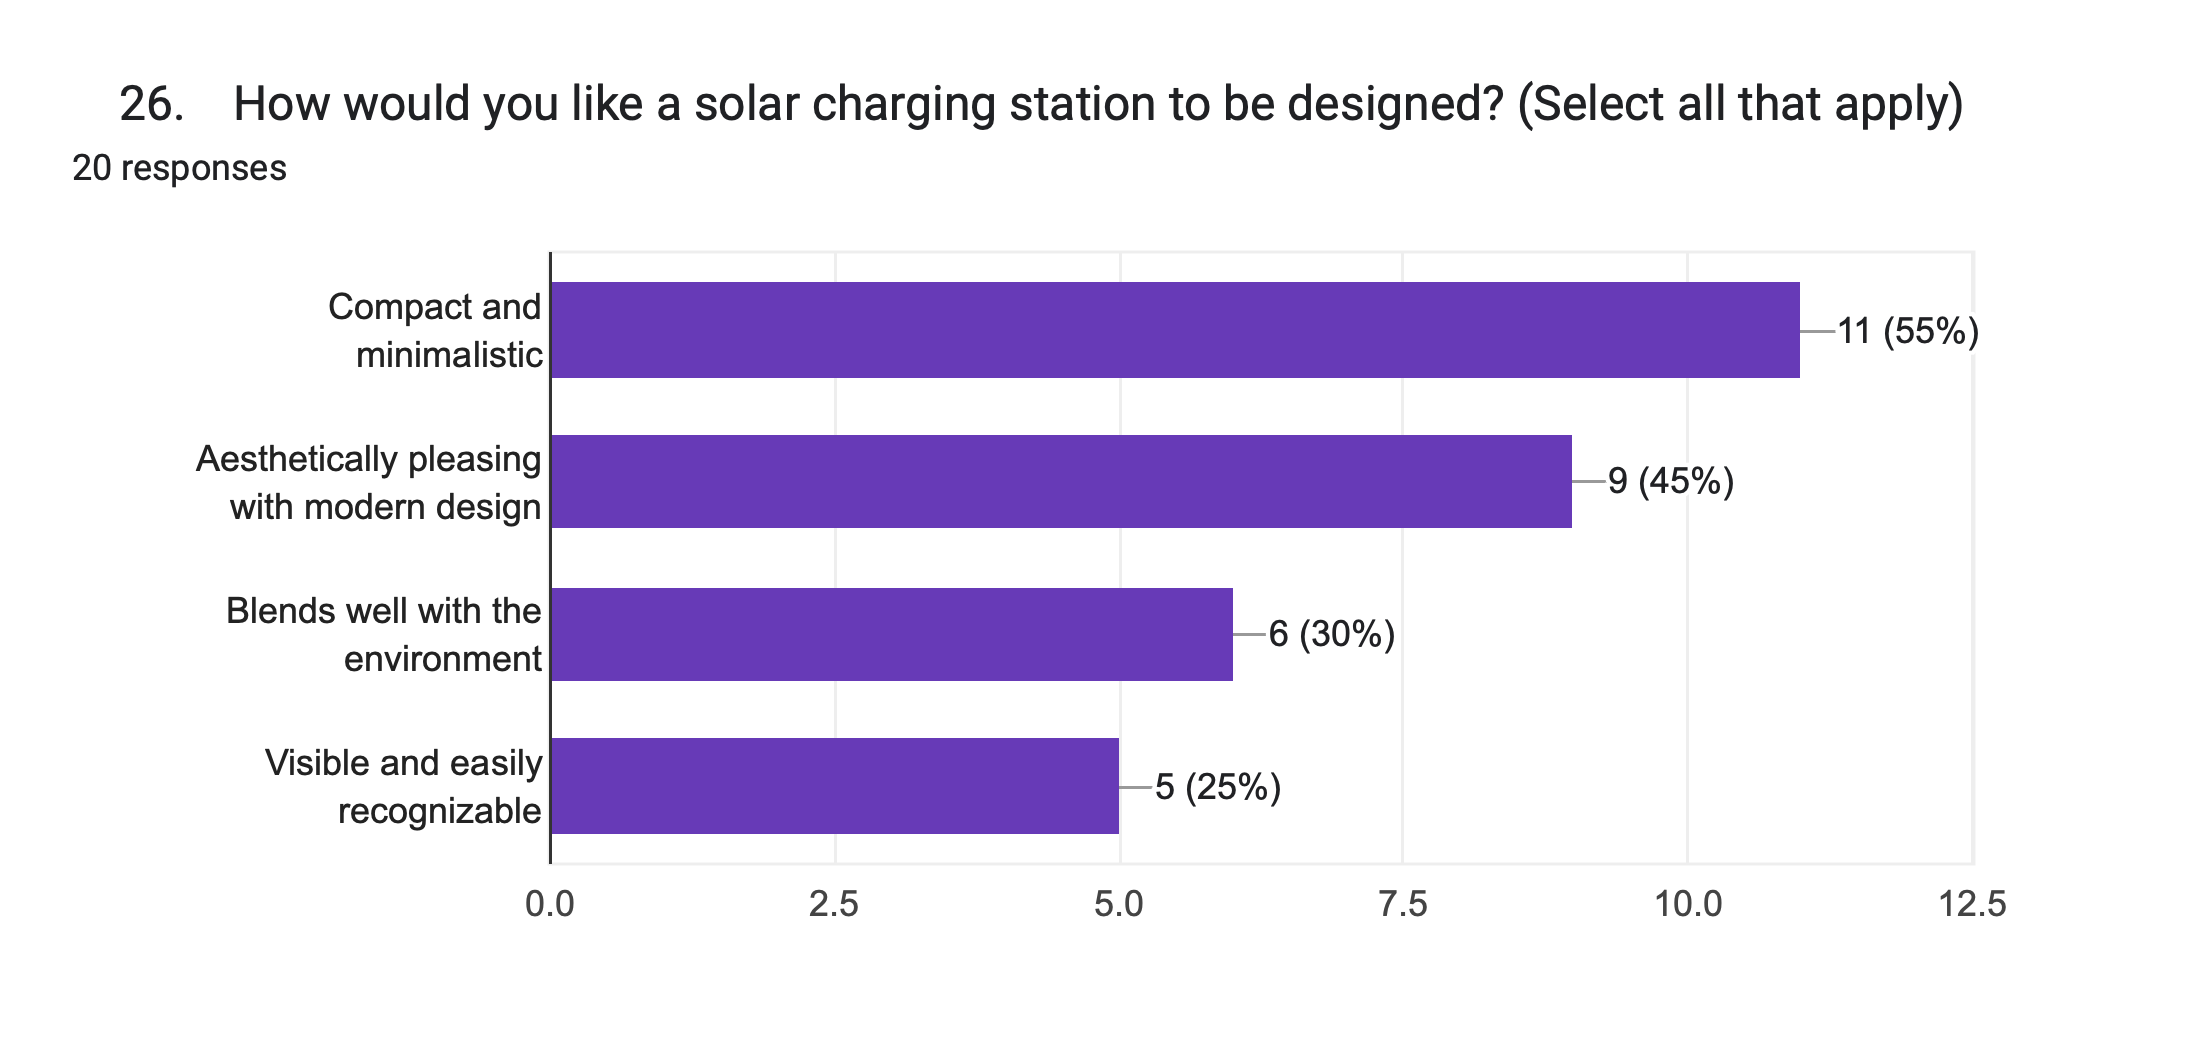 26. How would you like a solar charging station to be designed? (Select all that apply)
20 responses
Compact and
minimalistic
11 (55%)
Aesthetically pleasing
with modern design
9 (45%)
Blends well with the
environment
6 (30%)
Visible and easily
recognizable
5 (25%)
0.0 2.5 5.0 7.5 10.0 12.5